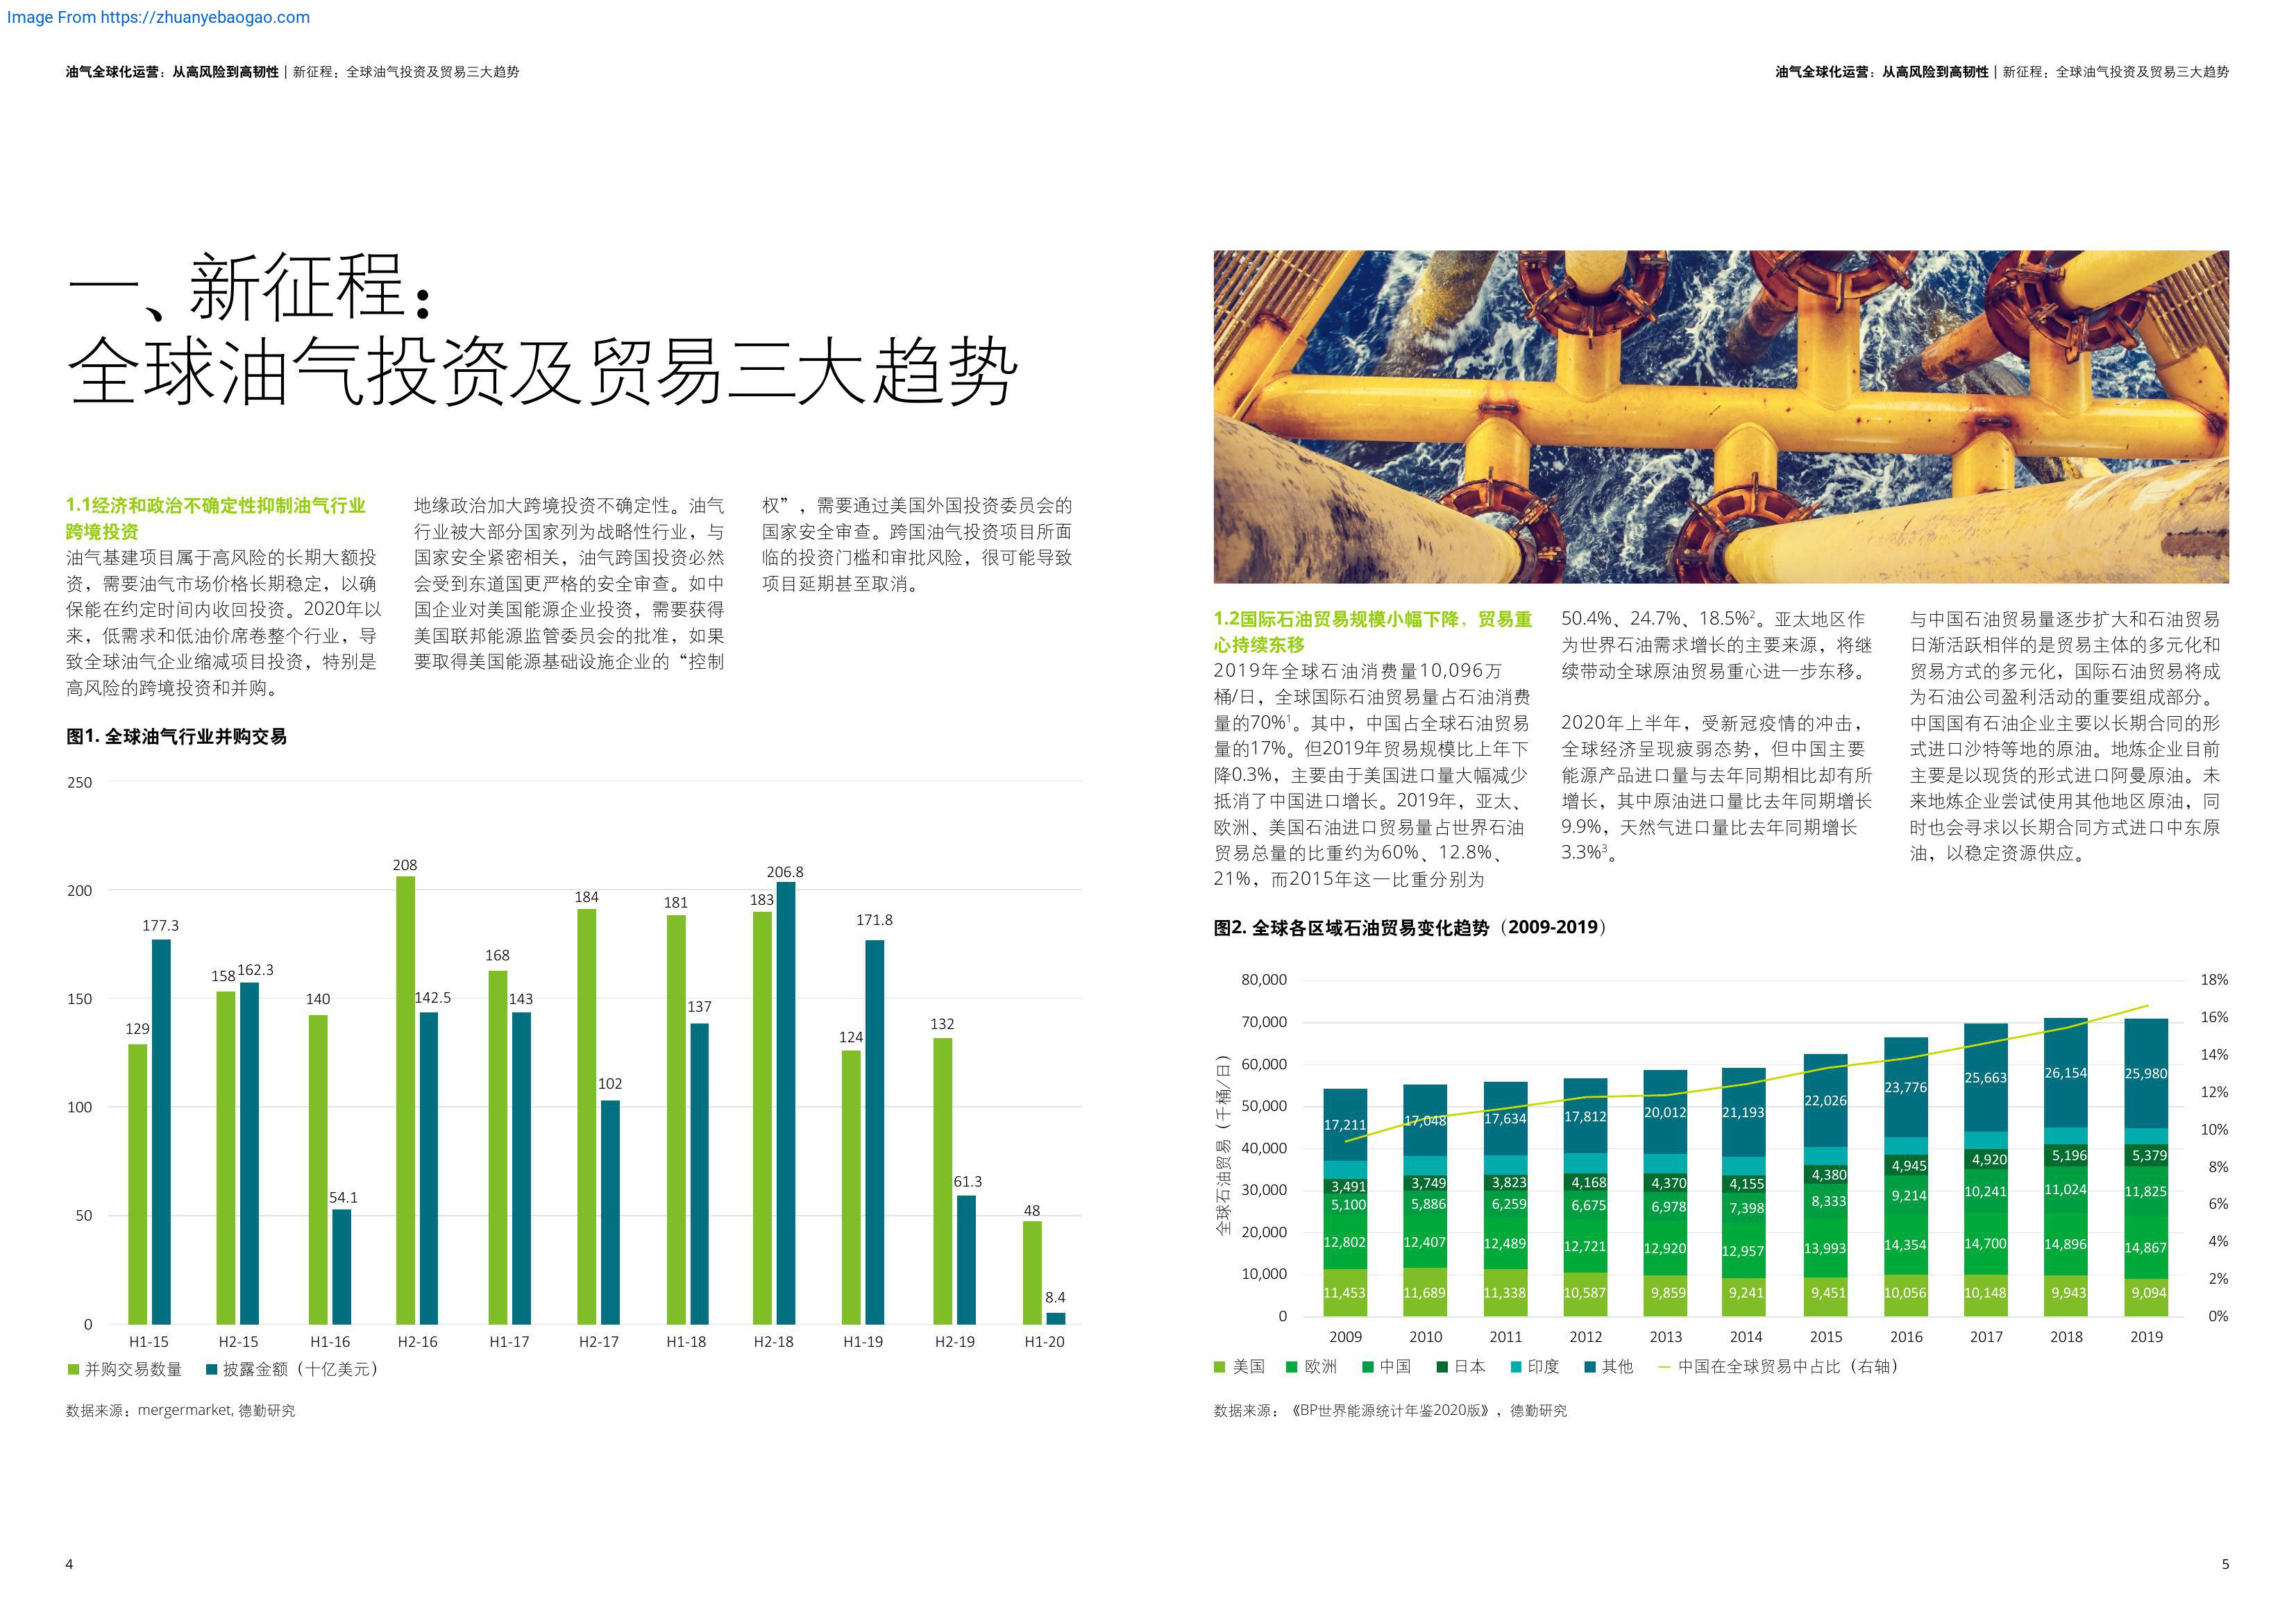 Image From https://zhuanyebaogao.com
油气全球化运营：从高风险到高韧性 | 新征程：全球油气投资及贸易三大趋势
油气全球化运营：从高风险到高韧性 | 新征程：全球油气投资及贸易三大趋势
一、新征程：
全球油气投资及贸易三大趋势
1.1经济和政治不确定性抑制油气行业
跨境投资
油气基建项目属于高风险的长期大额投
资，需要油气市场价格长期稳定，以确
保能在约定时间内收回投资。2020年以
来，低需求和低油价席卷整个行业，导
致全球油气企业缩减项目投资，特别是
高风险的跨境投资和并购。
地缘政治加大跨境投资不确定性。油气
行业被大部分国家列为战略性行业，与
国家安全紧密相关，油气跨国投资必然
会受到东道国更严格的安全审查。如中
国企业对美国能源企业投资，需要获得
美国联邦能源监管委员会的批准，如果
要取得美国能源基础设施企业的“控制
权”，需要通过美国外国投资委员会的
国家安全审查。跨国油气投资项目所面
临的投资门槛和审批风险，很可能导致
项目延期甚至取消。
图1. 全球油气行业并购交易
250
200
150
100
50
0
129 177.3
158 162.3
140 54.1
208 142.5
168 143
184 102
181 137
183 206.8
124 171.8
132 61.3
48 8.4
H1-15 H2-15 H1-16 H2-16 H1-17 H2-17 H1-18 H2-18 H1-19 H2-19 H1-20
并购交易数量 披露金额（十亿美元）
数据来源：mergermarket, 德勤研究
4
1.2国际石油贸易规模小幅下降，贸易重
心持续东移
2019年全球石油消费量10,096万
桶/日，全球国际石油贸易量占石油消费
量的70%1。其中，中国占全球石油贸易
量的17%。但2019年贸易规模比上年下
降0.3%，主要由于美国进口量大幅减少
抵消了中国进口增长。2019年，亚太、
欧洲、美国石油进口贸易量占世界石油
贸易总量的比重约为60%、12.8%、
21%，而2015年这一比重分别为
50.4%、24.7%、18.5%2。亚太地区作
为世界石油需求增长的主要来源，将继
续带动全球原油贸易重心进一步东移。
2020年上半年，受新冠疫情的冲击，
全球经济呈现疲弱态势，但中国主要
能源产品进口量与去年同期相比却有所
增长，其中原油进口量比去年同期增长
9.9%，天然气进口量比去年同期增长
3.3%3。
与中国石油贸易量逐步扩大和石油贸易
日渐活跃相伴的是贸易主体的多元化和
贸易方式的多元化，国际石油贸易将成
为石油公司盈利活动的重要组成部分。
中国国有石油企业主要以长期合同的形
式进口沙特等地的原油。地炼企业目前
主要是以现货的形式进口阿曼原油。未
来地炼企业尝试使用其他地区原油，同
时也会寻求以长期合同方式进口中东原
油，以稳定资源供应。
图2. 全球各区域石油贸易变化趋势（2009-2019）
全球石油贸易（千桶/日）
80,000 18%
70,000 16%
60,000 14%
50,000 12%
40,000 10%
30,000 8%
20,000 6%
10,000 4%
0 2%
0%
17,211 17,048 17,634 17,812 20,012 21,193 22,026 23,776 25,663 26,154 25,980
3,491 3,749 3,823 4,168 4,370 4,155 4,380 4,945 4,920 5,196 5,379
5,100 5,886 6,259 6,675 6,978 7,398 8,333 9,214 10,241 11,024 11,825
12,802 12,407 12,489 12,721 12,920 12,957 13,993 14,354 14,700 14,896 14,867
11,453 11,689 11,338 10,587 9,859 9,241 9,451 10,056 10,148 9,943 9,094
2009 2010 2011 2012 2013 2014 2015 2016 2017 2018 2019
美国 欧洲 中国 日本 印度 其他 中国在全球贸易中占比（右轴）
数据来源：《BP世界能源统计年鉴2020版》，德勤研究
5